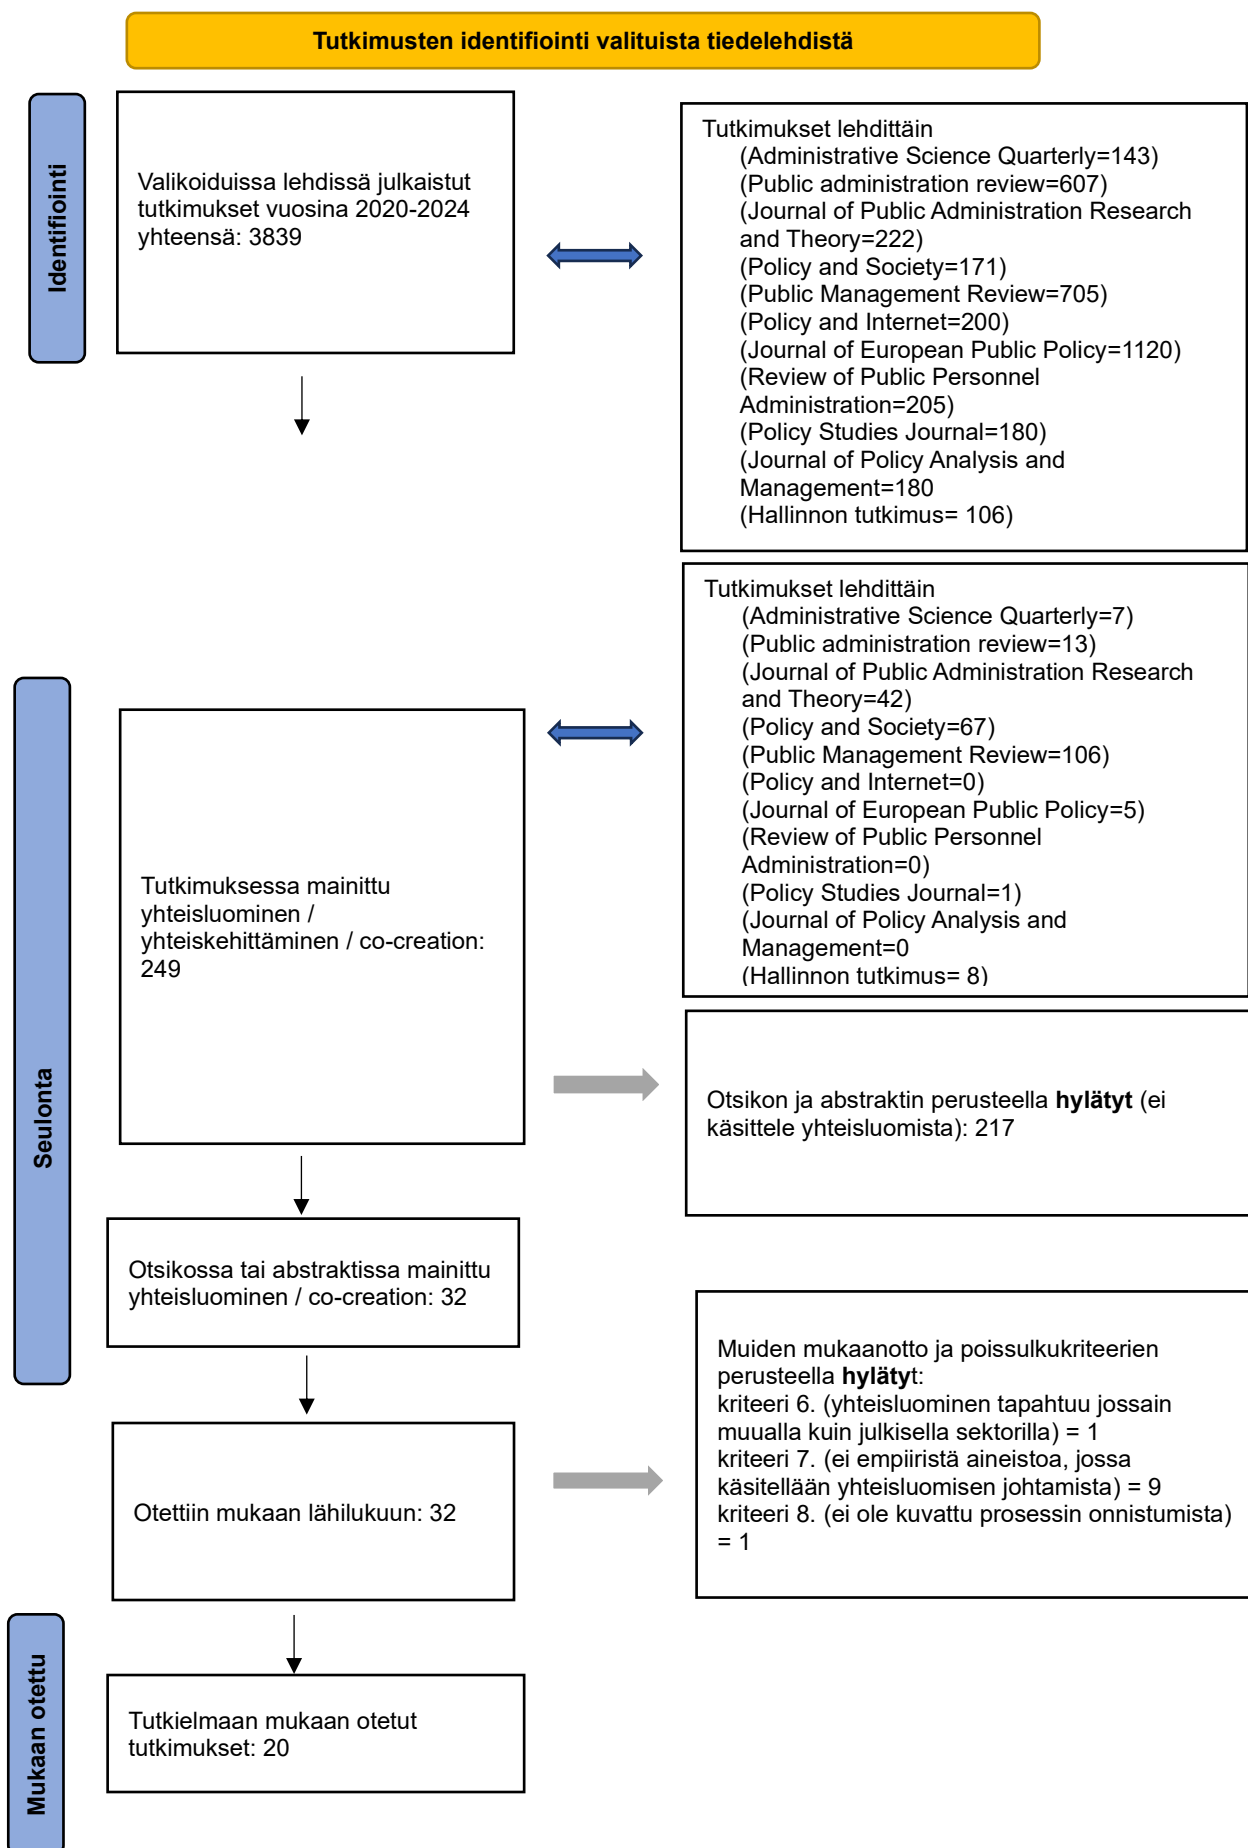 Tutkimusten identifiointi valituista tiedelehdistä
Identifiointi
Valikoiduissa lehdissä julkaistut
tutkimukset vuosina 2020-2024
yhteensä: 3839
Tutkimukset lehdittäin
(Administrative Science Quarterly=143)
(Public administration review=607)
(Journal of Public Administration Research
and Theory=222)
(Policy and Society=171)
(Public Management Review=705)
(Policy and Internet=200)
(Journal of European Public Policy=1120)
(Review of Public Personnel
Administration=205)
(Policy Studies Journal=180)
(Journal of Policy Analysis and
Management=180
(Hallinnon tutkimus= 106)
Seulonta
Tutkimuksessa mainittu
yhteisluominen /
yhteiskehittäminen / co-creation:
249
Tutkimukset lehdittäin
(Administrative Science Quarterly=7)
(Public administration review=13)
(Journal of Public Administration Research
and Theory=42)
(Policy and Society=67)
(Public Management Review=106)
(Policy and Internet=0)
(Journal of European Public Policy=5)
(Review of Public Personnel
Administration=0)
(Policy Studies Journal=1)
(Journal of Policy Analysis and
Management=0
(Hallinnon tutkimus= 8)
Otsikon ja abstraktin perusteella hylätyt (ei
käsittele yhteisluomista): 217
Otsikossa tai abstraktissa mainittu
yhteisluominen / co-creation: 32
Otettiin mukaan lähilukuun: 32
Muiden mukaanotto ja poissulkukriteerien
perusteella hylätyt:
kriteeri 6. (yhteisluominen tapahtuu jossain
muualla kuin julkisella sektorilla) = 1
kriteeri 7. (ei empiiristä aineistoa, jossa
käsitellään yhteisluomisen johtamista) = 9
kriteeri 8. (ei ole kuvattu prosessin onnistumista)
= 1
Mukaan otettu
Tutkielmaan mukaan otetut
tutkimukset: 20